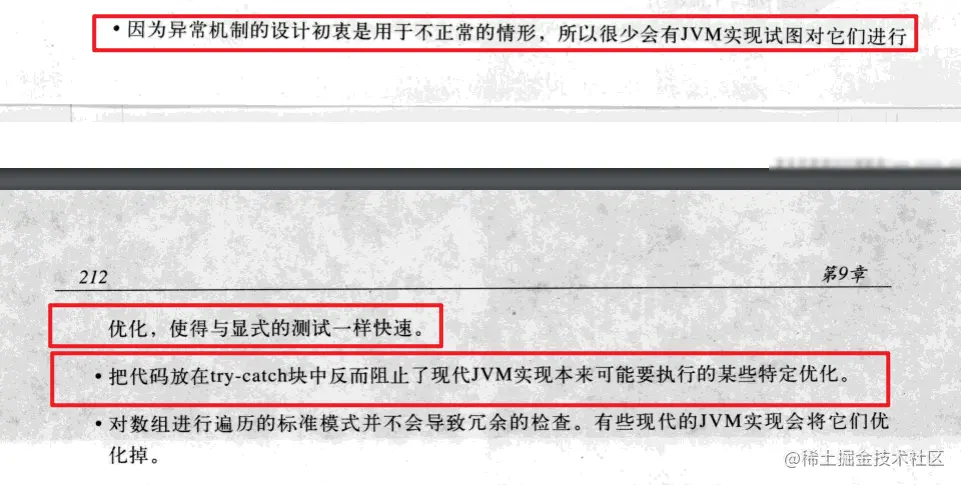 • 因为异常机制的设计初衷是用于不正常的情形，所以很少会有JVM实现试图对它们进行
212
第9章
优化，使得与显式的测试一样快速。
• 把代码放在try-catch块中反而阻止了现代JVM实现本来可能要执行的某些特定优化。
• 对数组进行遍历的标准模式并不会导致冗余的检查。有些现代的JVM实现会将它们优
化掉。
@稀土掘金技术社区